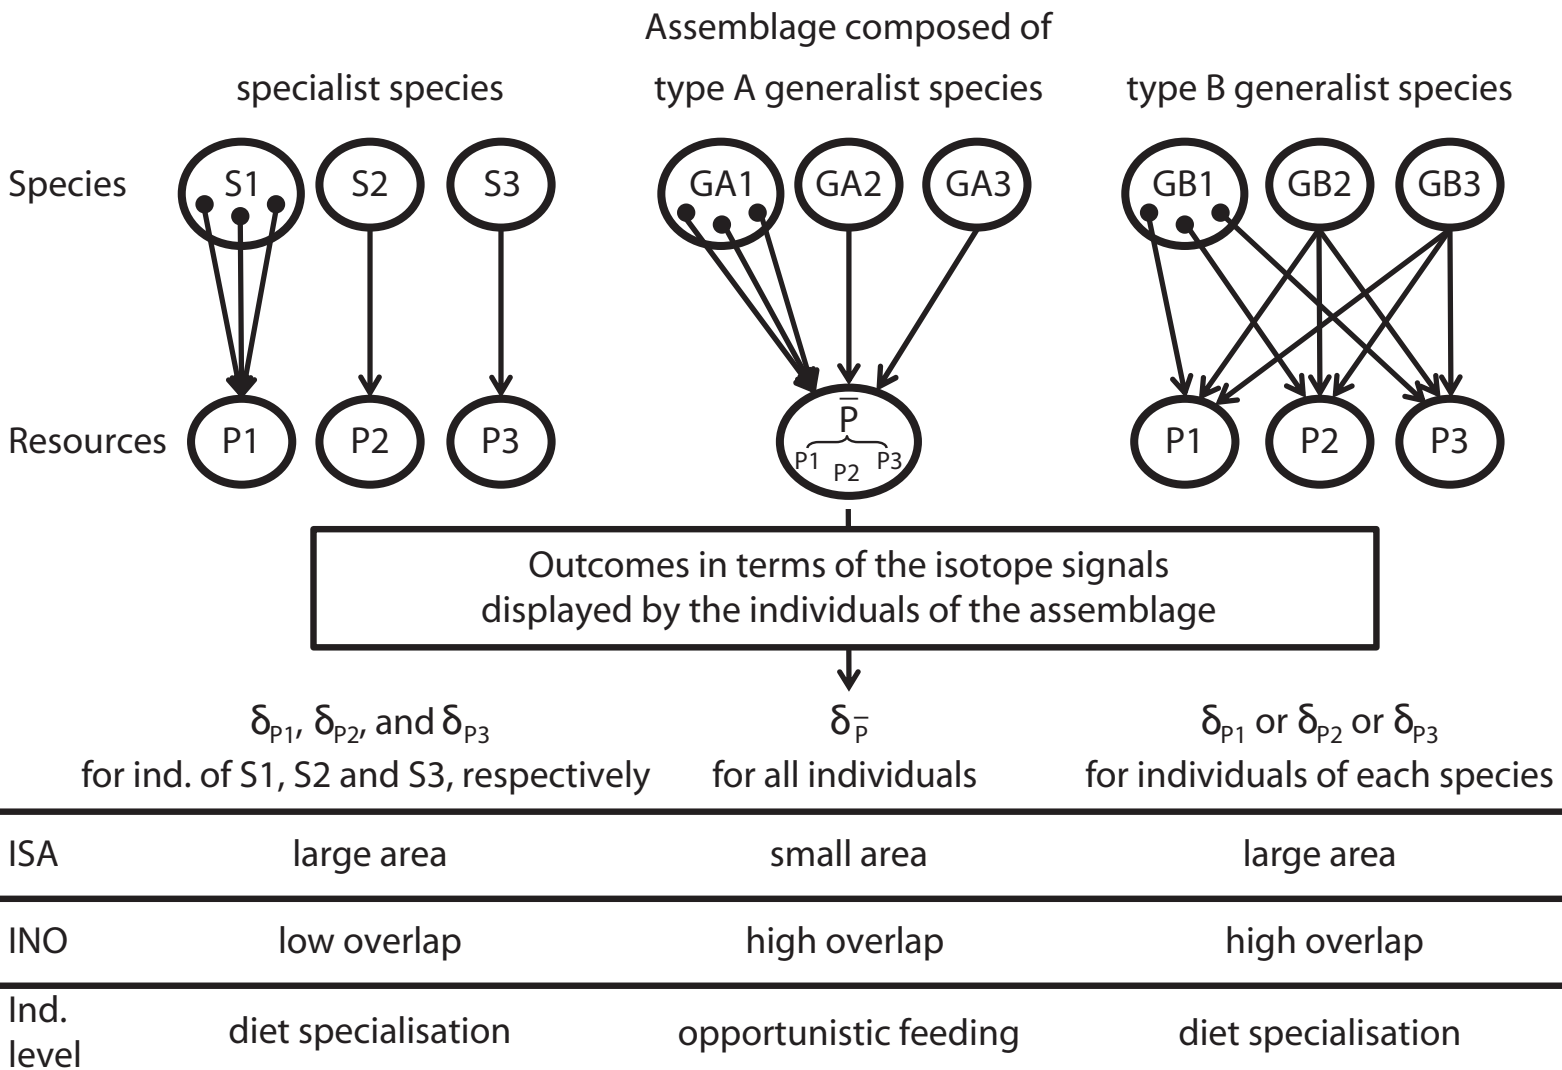 Assemblage composed of
specialist species
type A generalist species
type B generalist species
Species
S1
S2
S3
GA1
GA2
GA3
GB1
GB2
GB3
Resources
P1
P2
P3
P̅
P1
P2
P3
P1
P2
P3
Outcomes in terms of the isotope signals
displayed by the individuals of the assemblage
δP1, δP2, and δP3
for ind. of S1, S2 and S3, respectively
δP̅
for all individuals
δP1 or δP2 or δP3
for individuals of each species
ISA large area small area large area
INO low overlap high overlap high overlap
Ind.
level
diet specialisation opportunistic feeding diet specialisation